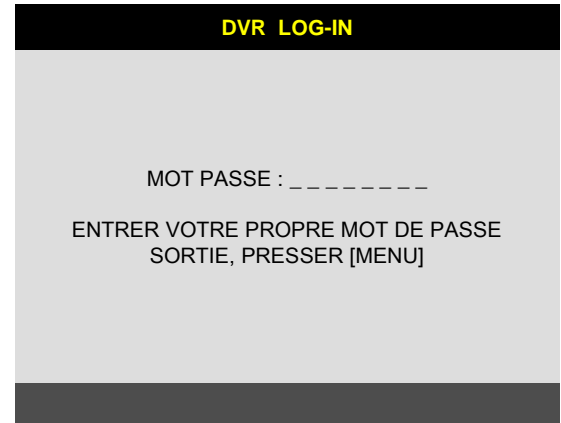 DVR LOG-IN
MOT PASSE : _ _ _ _ _ _ _ _
ENTRER VOTRE PROPRE MOT DE PASSE
SORTIE, PRESSER [MENU]